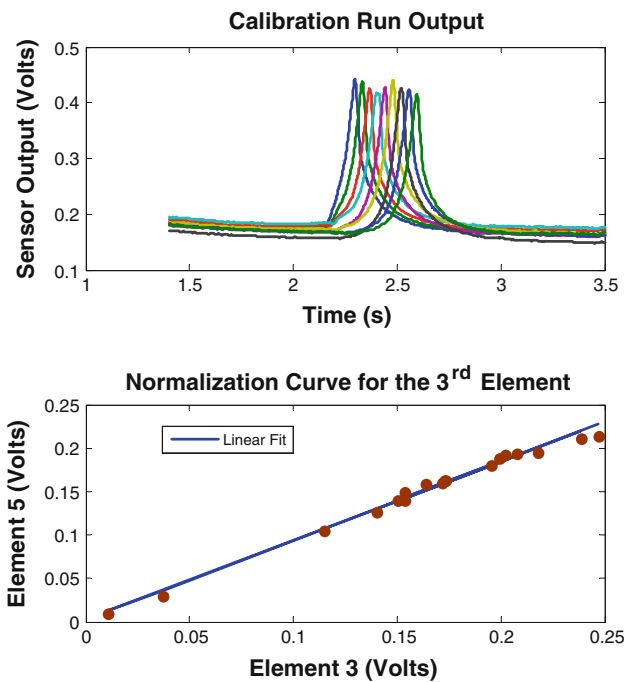 Calibration Run Output
Sensor Output (Volts)
0.5
0.4
0.3
0.2
0.1
1 1.5 2 2.5 3 3.5
Time (s)
Normalization Curve for the 3rd Element
Element 5 (Volts)
0.25
0.2
0.15
0.1
0.05
0
Linear Fit
0 0.05 0.1 0.15 0.2 0.25
Element 3 (Volts)